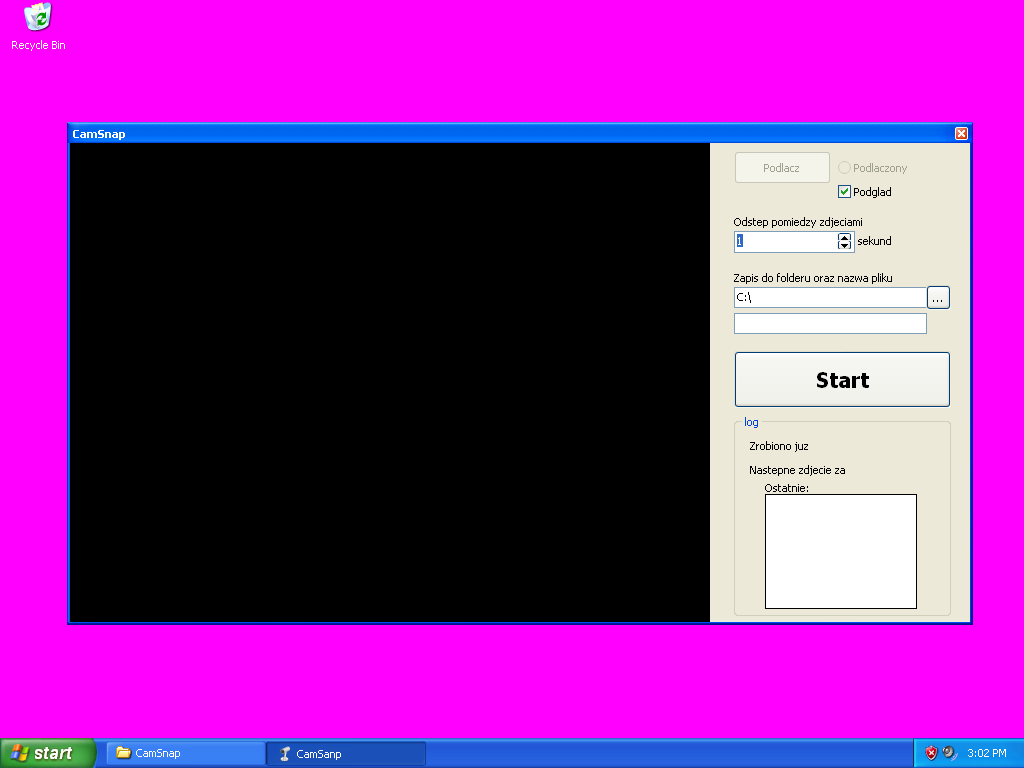 Recycle Bin
CamSnap
Podlacz
Podlaczony
Podglad
Odstep pomiedzy zdjeciami
1
sekund
Zapis do folderu oraz nazwa pliku
C:\
...
Start
log
Zrobiono juz
Nastepne zdjecie za
Ostatnie:
start
CamSnap
CamSanp
3:02 PM